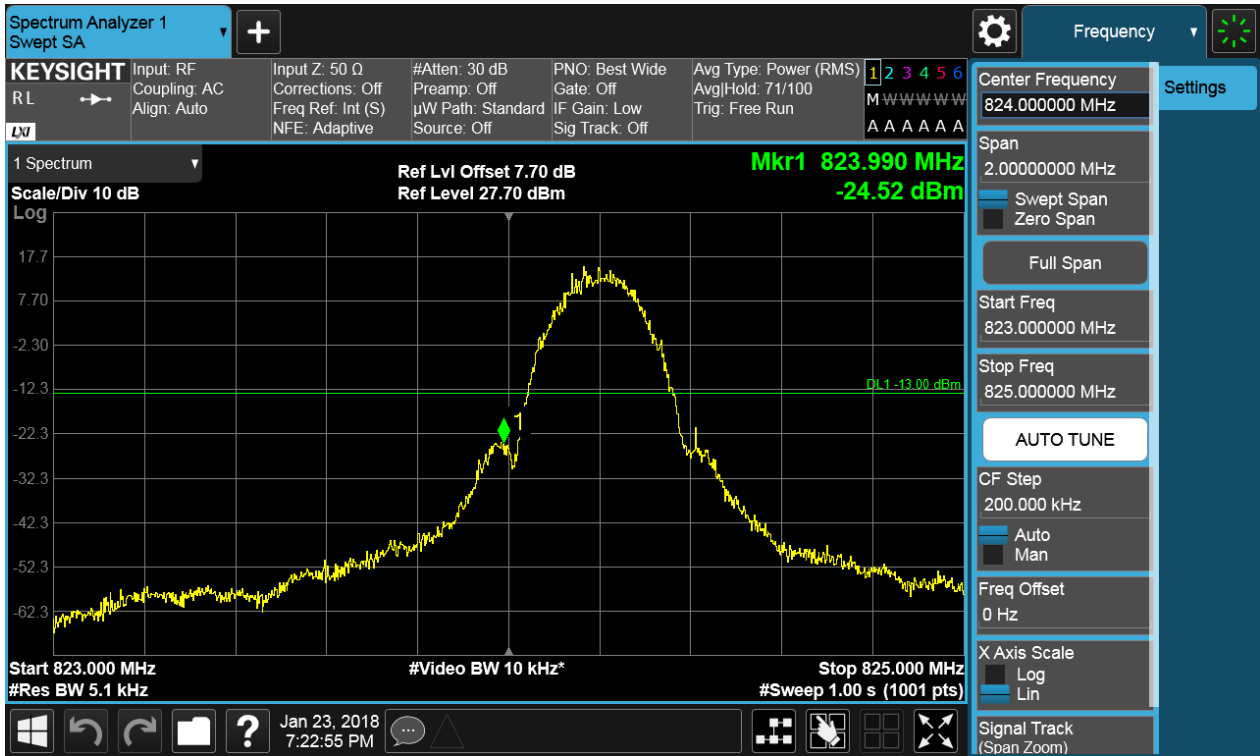 Spectrum Analyzer 1
Swept SA
+
Frequency
KEYSIGHT
R L
LXI
Input: RF
Coupling: AC
Align: Auto
Input Z: 50 Ω
Corrections: Off
Freq Ref: Int (S)
NFE: Adaptive
#Atten: 30 dB
Preamp: Off
µW Path: Standard
Source: Off
PNO: Best Wide
Gate: Off
IF Gain: Low
Sig Track: Off
Avg Type: Power (RMS)
Avg|Hold: 71/100
Trig: Free Run
1 2 3 4 5 6
M W W W W W
A A A A A A
1 Spectrum
Scale/Div 10 dB
Log
Ref Lvl Offset 7.70 dB
Ref Level 27.70 dBm
Mkr1 823.990 MHz
-24.52 dBm
17.7
7.70
-2.30
-12.3
-22.3
-32.3
-42.3
-52.3
-62.3
DL1 -13.00 dBm
1
Start 823.000 MHz
#Res BW 5.1 kHz
#Video BW 10 kHz*
Stop 825.000 MHz
#Sweep 1.00 s (1001 pts)
Center Frequency
824.000000 MHz
Settings
Span
2.00000000 MHz
Swept Span
Zero Span
Full Span
Start Freq
823.000000 MHz
Stop Freq
825.000000 MHz
AUTO TUNE
CF Step
200.000 kHz
Auto
Man
Freq Offset
0 Hz
X Axis Scale
Log
Lin
Signal Track
(Span Zoom)
?
Jan 23, 2018
7:22:55 PM